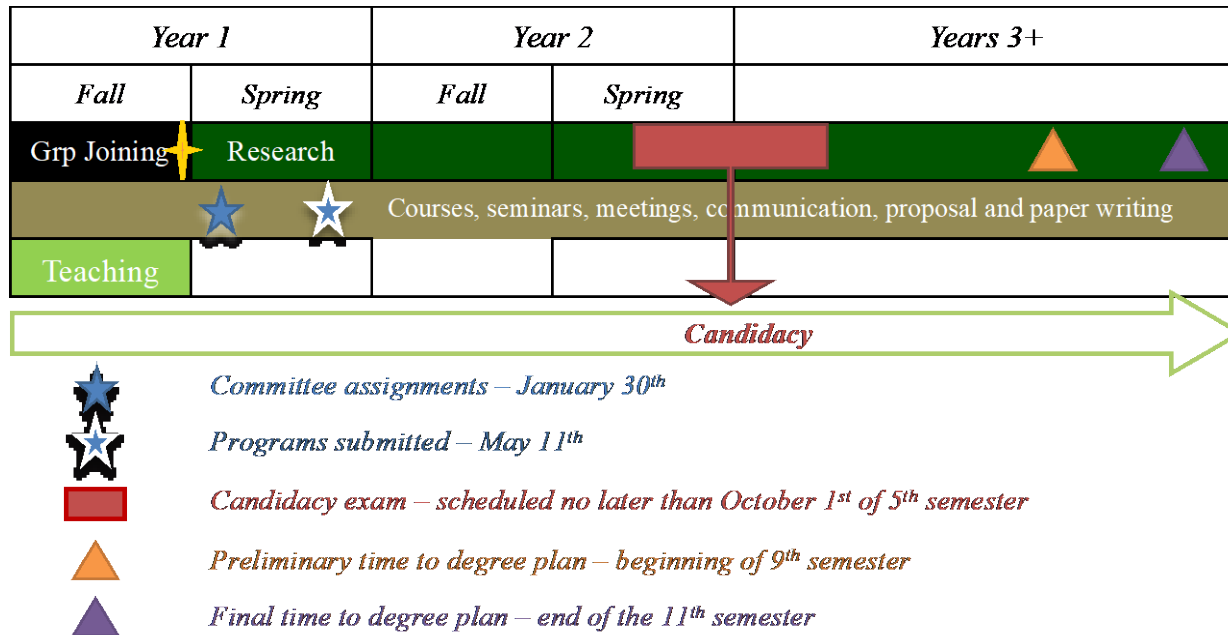 Year 1 Year 2 Years 3+
Fall Spring Fall Spring
Grp Joining Research
Courses, seminars, meetings, communication, proposal and paper writing
Teaching
Candidacy
Committee assignments – January 30th
Programs submitted – May 11th
Candidacy exam – scheduled no later than October 1st of 5th semester
Preliminary time to degree plan – beginning of 9th semester
Final time to degree plan – end of the 11th semester